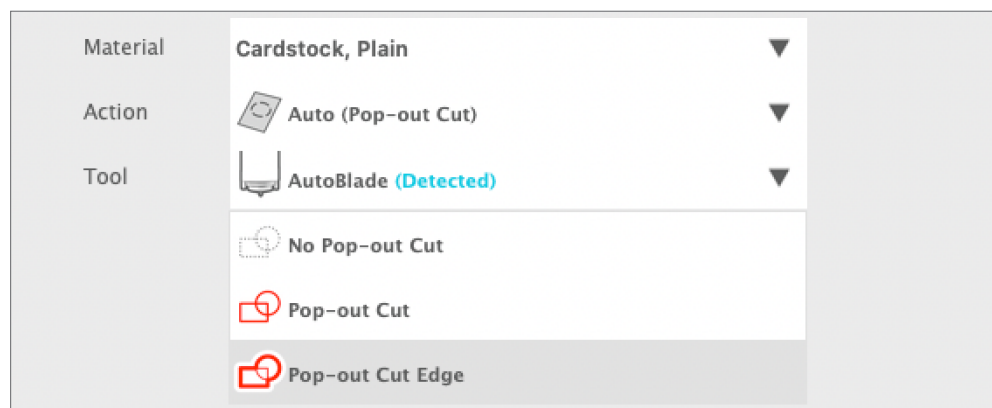 Material
Cardstock, Plain
Action
Auto (Pop-out Cut)
Tool
AutoBlade (Detected)
No Pop-out Cut
Pop-out Cut
Pop-out Cut Edge